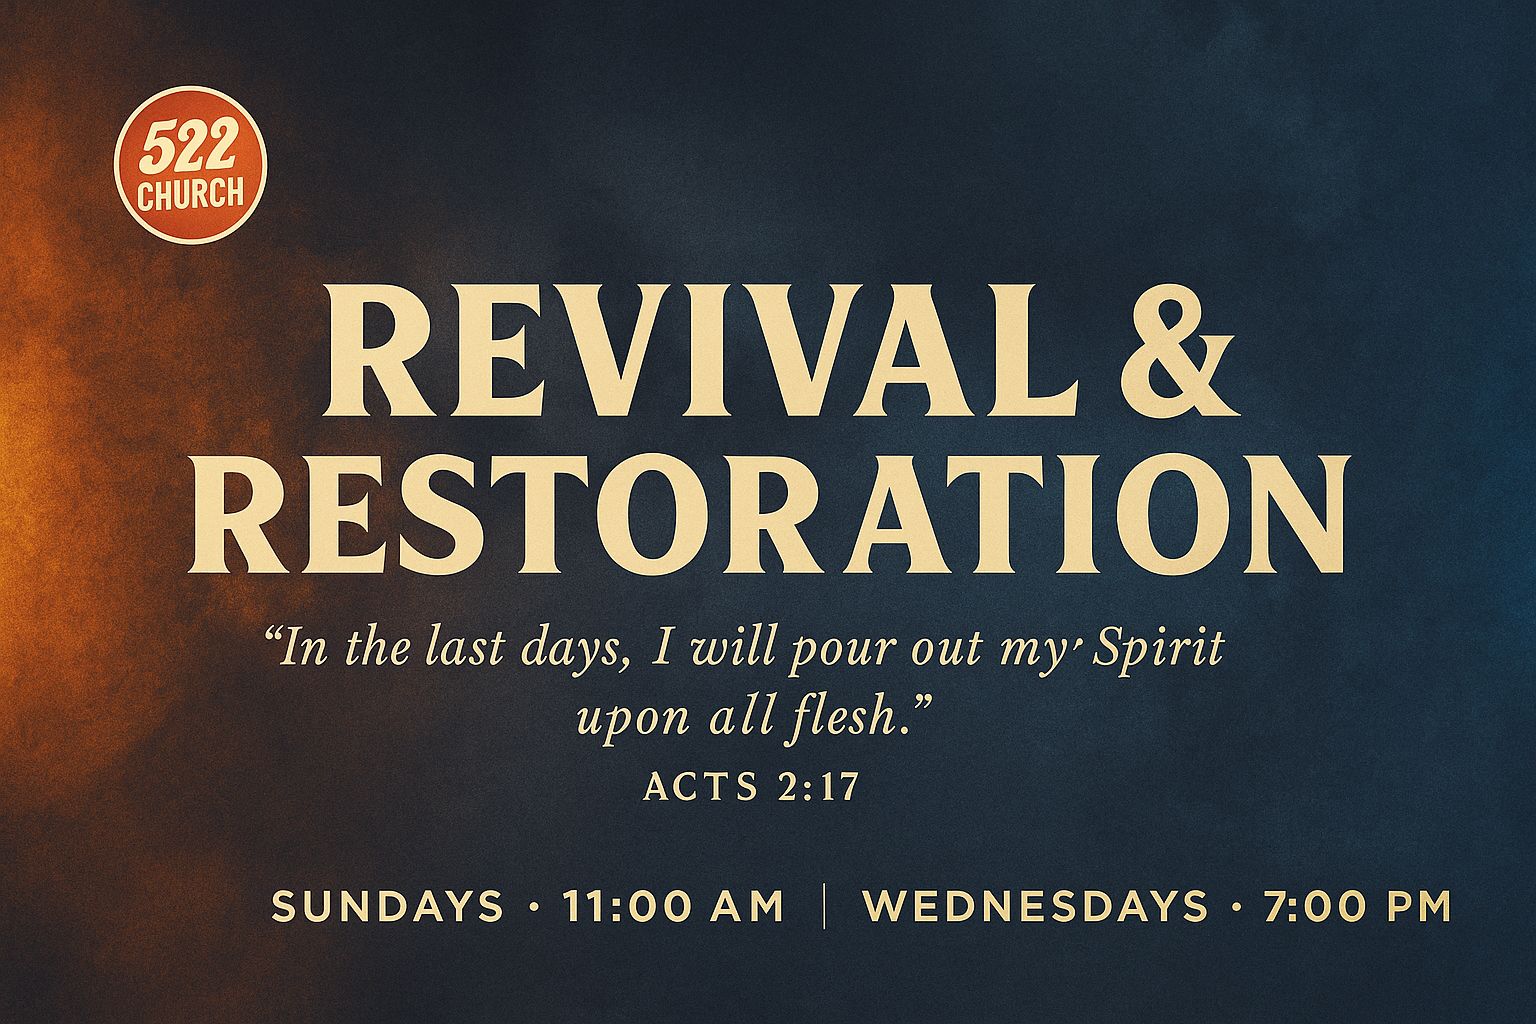 522
CHURCH
REVIVAL &
RESTORATION
“In the last days, I will pour out my’ Spirit
upon all flesh.”
ACTS 2:17
SUNDAYS · 11:00 AM | WEDNESDAYS · 7:00 PM